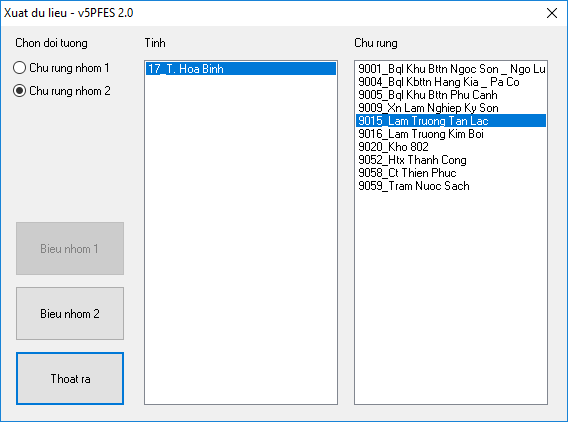 Xuat du lieu - v5PFES 2.0
Chon doi tuong
Chu rung nhom 1
Chu rung nhom 2
Bieu nhom 1
Bieu nhom 2
Thoat ra
Tinh
17_T. Hoa Binh
Chu rung
9001_Bql Khu Bttn Ngoc Son _ Ngo Lu
9004_Bql Kbttn Hang Kia _ Pa Co
9005_Bql Khu Bttn Phu Canh
9009_Xn Lam Nghiep Ky Son
9015_Lam Truong Tan Lac
9016_Lam Truong Kim Boi
9020_Kho 802
9052_Htx Thanh Cong
9058_Ct Thien Phuc
9059_Tram Nuoc Sach